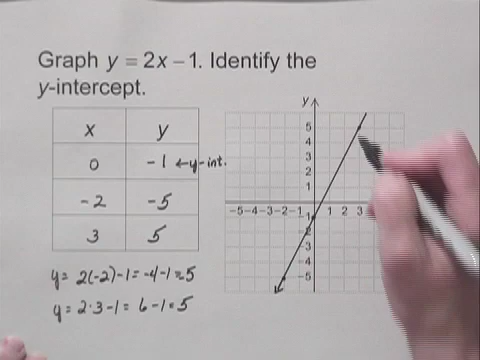 Graph y = 2x – 1. Identify the
y-intercept.
x y
0 -1 ←y-int.
-2 -5
3 5
y= 2(-2)-1=-4-1=-5
y= 2·3-1= 6-1=5
y
5
4
3
2
1
-5 -4 -3 -2 -1 1 2 3
-1
-2
-3
-4
-5